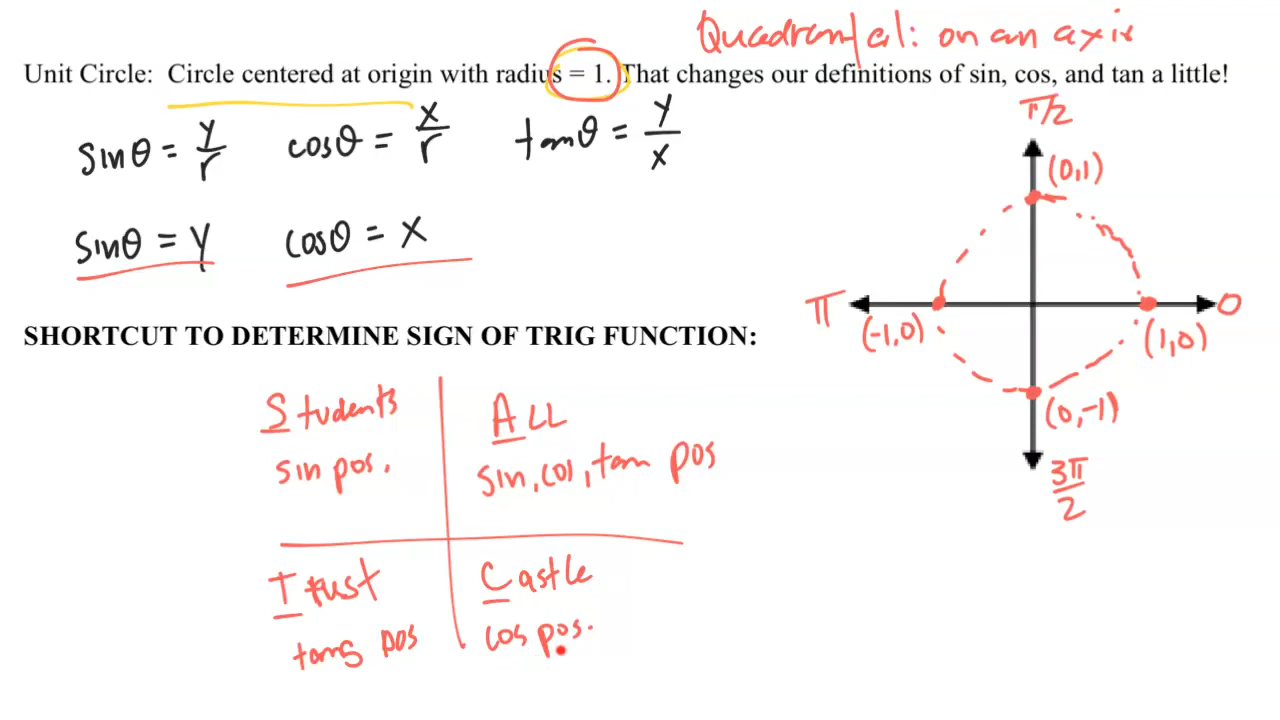 Quadrantal: on an axis
Unit Circle: Circle centered at origin with radius = 1. That changes our definitions of sin, cos, and tan a little!
sinθ = y/r cosθ = x/r tanθ = y/x
sinθ = y cosθ = x
π/2
(0,1)
π
0
(-1,0)
(1,0)
(0,-1)
3π/2
SHORTCUT TO DETERMINE SIGN OF TRIG FUNCTION:
Students
sin pos.
ALL
sin, cos, tan pos
Trust
tang pos
Castle
cos pos.